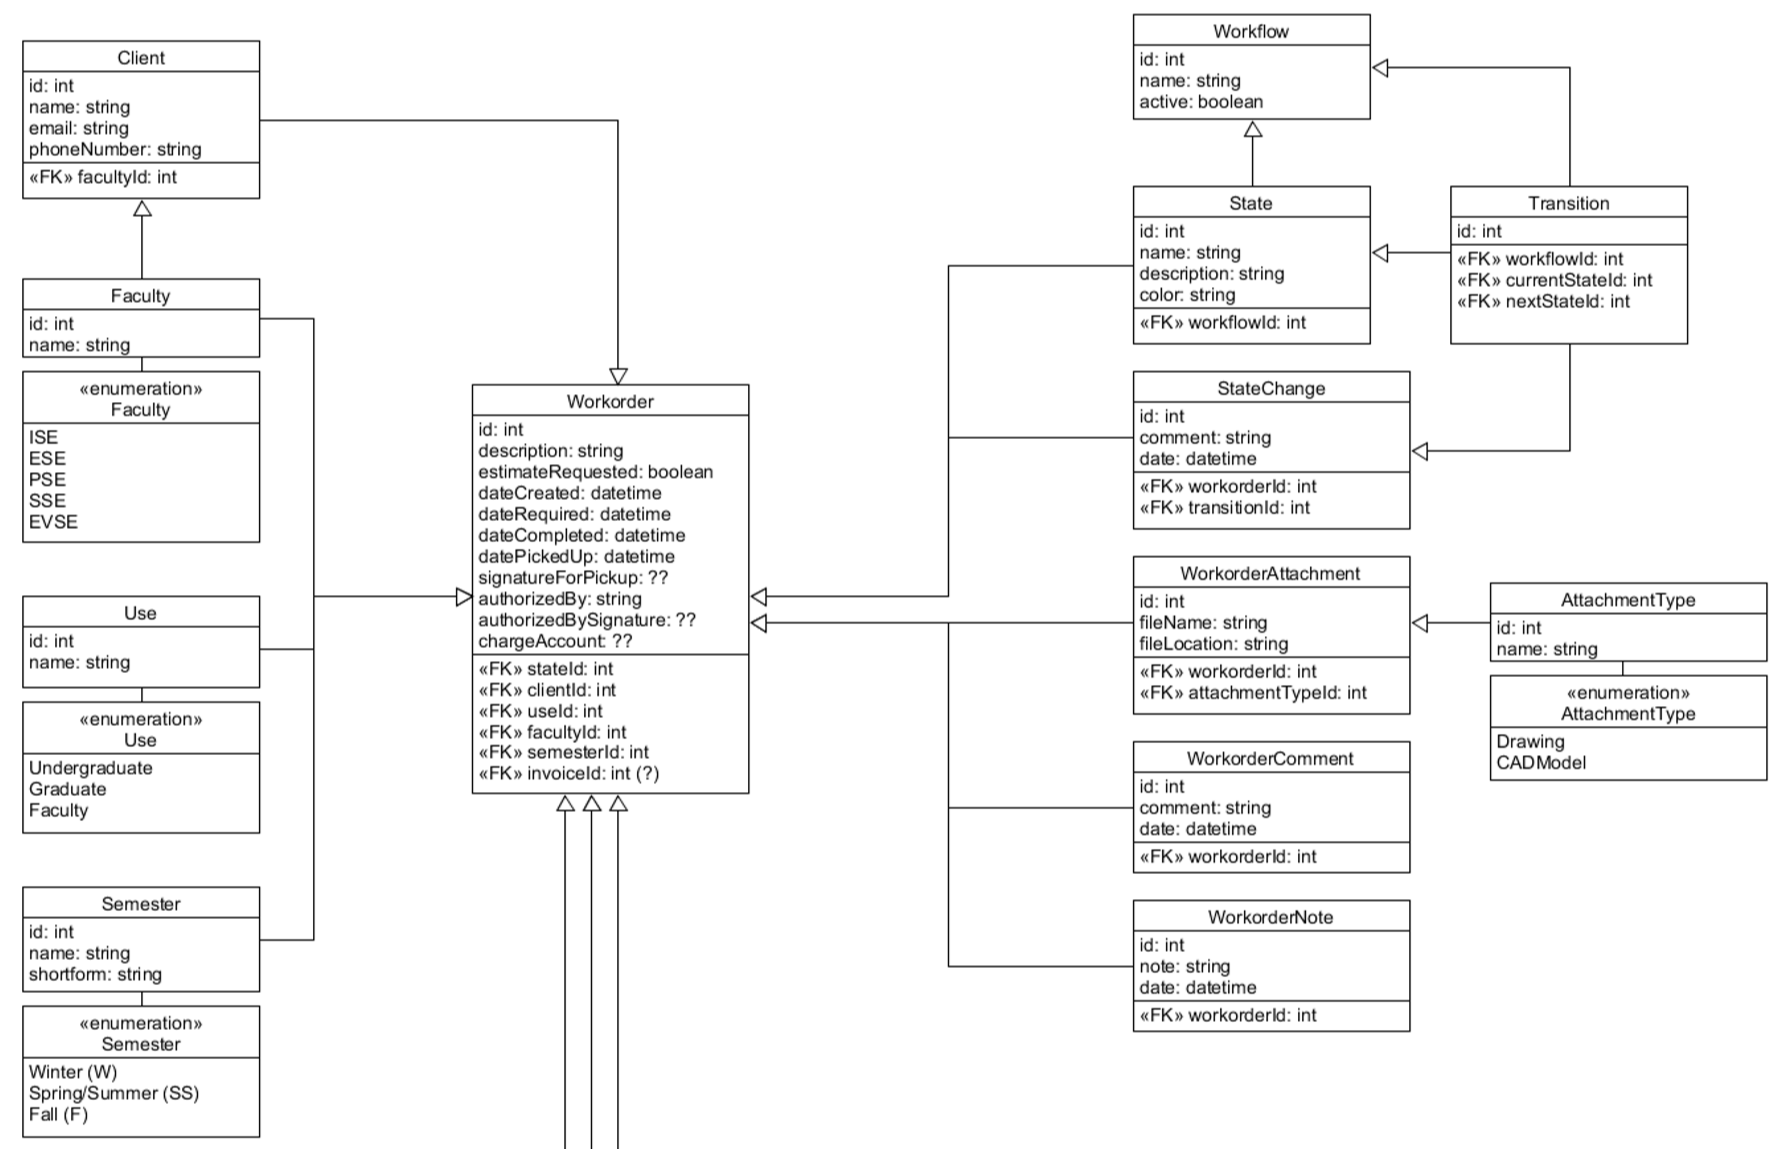 Client
id: int
name: string
email: string
phoneNumber: string
«FK» facultyId: int
Faculty
id: int
name: string
«enumeration»
Faculty
ISE
ESE
PSE
SSE
EVSE
Use
id: int
name: string
«enumeration»
Use
Undergraduate
Graduate
Faculty
Semester
id: int
name: string
shortform: string
«enumeration»
Semester
Winter (W)
Spring/Summer (SS)
Fall (F)
Workorder
id: int
description: string
estimateRequested: boolean
dateCreated: datetime
dateRequired: datetime
dateCompleted: datetime
datePickedUp: datetime
signatureForPickup: ??
authorizedBy: string
authorizedBySignature: ??
chargeAccount: ??
«FK» stateId: int
«FK» clientId: int
«FK» useId: int
«FK» facultyId: int
«FK» semesterId: int
«FK» invoiceId: int (?)
Workflow
id: int
name: string
active: boolean
State
id: int
name: string
description: string
color: string
«FK» workflowId: int
Transition
id: int
«FK» workflowId: int
«FK» currentStateId: int
«FK» nextStateId: int
StateChange
id: int
comment: string
date: datetime
«FK» workorderId: int
«FK» transitionId: int
WorkorderAttachment
id: int
fileName: string
fileLocation: string
«FK» workorderId: int
«FK» attachmentTypeId: int
AttachmentType
id: int
name: string
«enumeration»
AttachmentType
Drawing
CADModel
WorkorderComment
id: int
comment: string
date: datetime
«FK» workorderId: int
WorkorderNote
id: int
note: string
date: datetime
«FK» workorderId: int